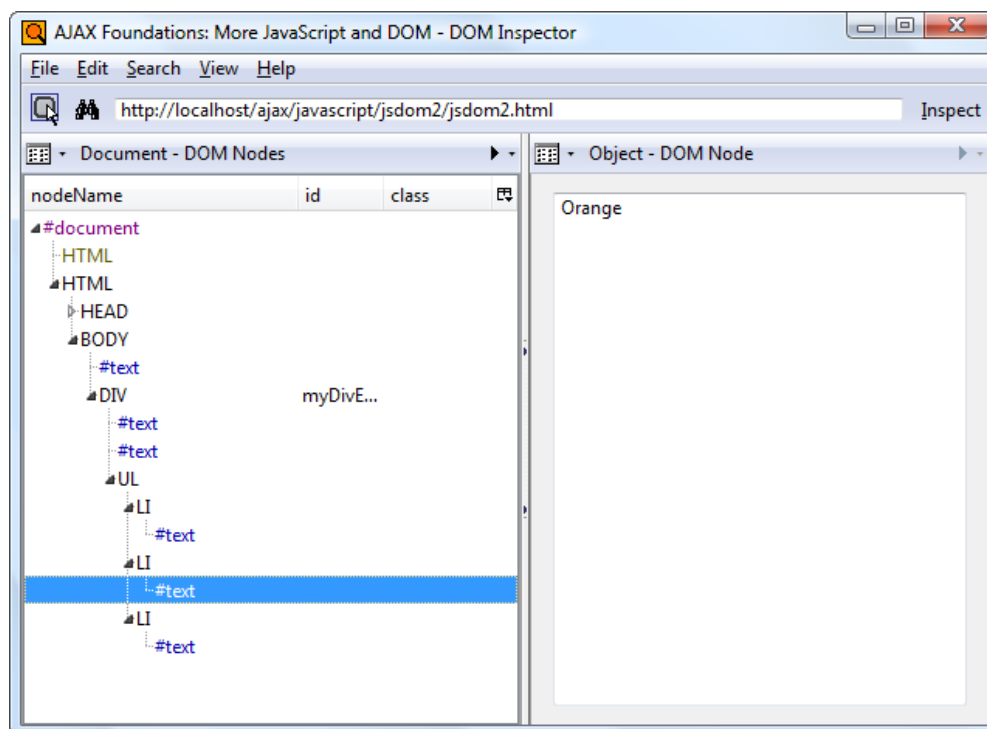 AJAX Foundations: More JavaScript and DOM - DOM Inspector
File Edit Search View Help
http://localhost/ajax/javascript/jsdom2/jsdom2.html Inspect
Document - DOM Nodes Object - DOM Node
nodeName id class
Orange
#document
HTML
HTML
HEAD
BODY
#text
DIV myDivE...
#text
#text
UL
LI
#text
LI
#text
LI
#text